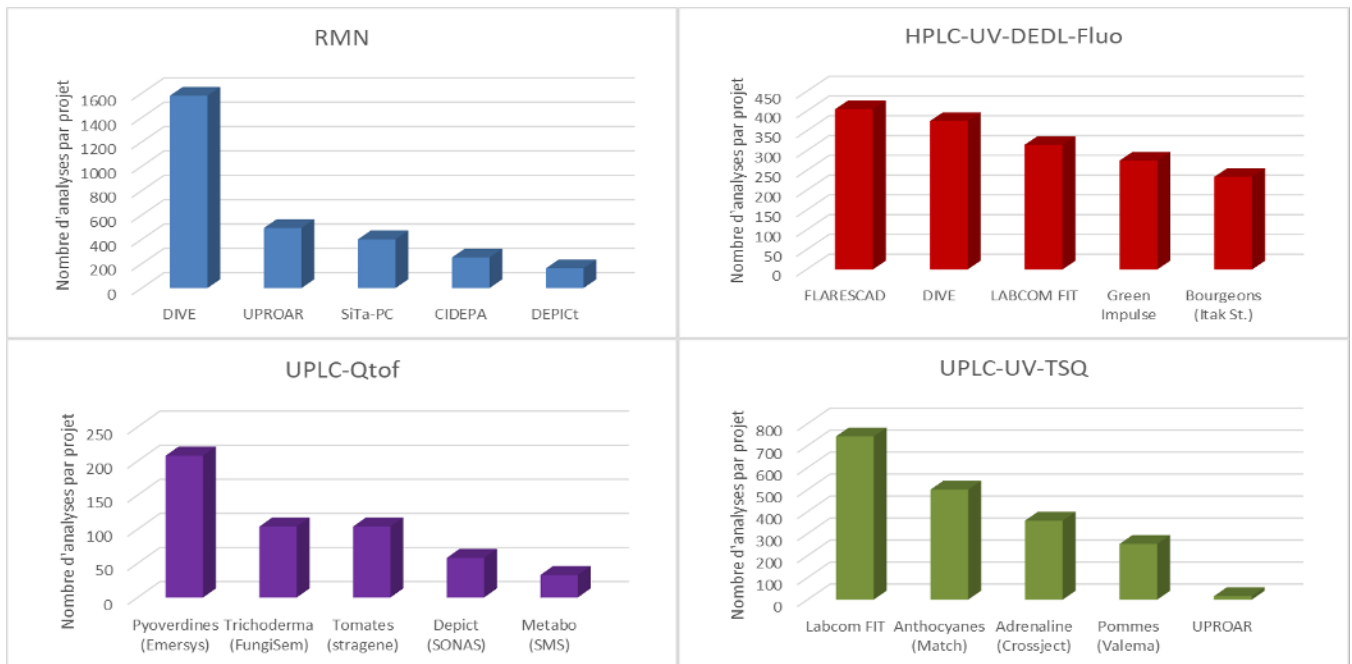 RMN
Nombre d'analyses par projet
1600
1400
1200
1000
800
600
400
200
0
DIVE UPROAR SiTa-PC CIDEPA DEPICt
HPLC-UV-DEDL-Fluo
Nombre d'analyses par projet
450
400
350
300
250
200
150
100
50
0
FLARESCAD DIVE LABCOM FIT Green Bourgeons
Impulse (Itak St.)
UPLC-Qtof
Nombre d'analyses par projet
250
200
150
100
50
0
Pyoverdines Trichoderma Tomates Depict Metabo
(Emersys) (FungiSem) (stragene) (SONAS) (SMS)
UPLC-UV-TSQ
Nombre d'analyses par projet
800
700
600
500
400
300
200
100
0
Labcom FIT Anthocyanes Adrenaline Pommes UPROAR
(Match) (Crossject) (Valema)